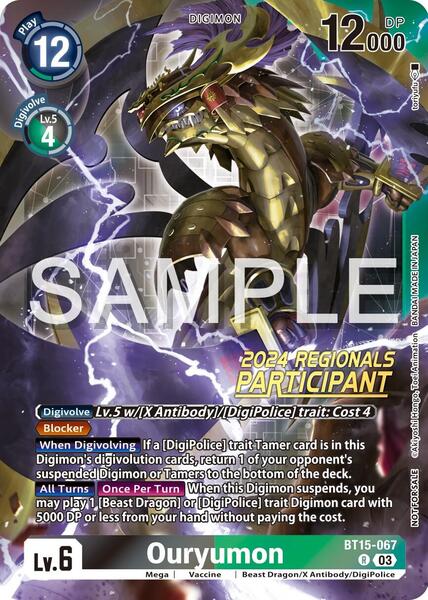 DIGIMON
Play
12
12000
DP
Digivolve
Lv.5
4
toriyufu
SAMPLE
2024 REGIONALS
PARTICIPANT
Digivolve Lv.5 w/[X Antibody]/[DigiPolice] trait: Cost 4
Blocker
When Digivolving If a [DigiPolice] trait Tamer card is in this
Digimon's digivolution cards, return 1 of your opponent's
suspended Digimon or Tamers to the bottom of the deck.
All Turns Once Per Turn When this Digimon suspends, you
may play 1 [Beast Dragon] or [DigiPolice] trait Digimon card with
5000 DP or less from your hand without paying the cost.
NOT FOR SALE ©Akiyoshi Hongo, Toei Animation BANDAI MADE IN JAPAN
BT15-067
Lv.6
Ouryumon
R 03
Mega | Vaccine | Beast Dragon/X Antibody/DigiPolice